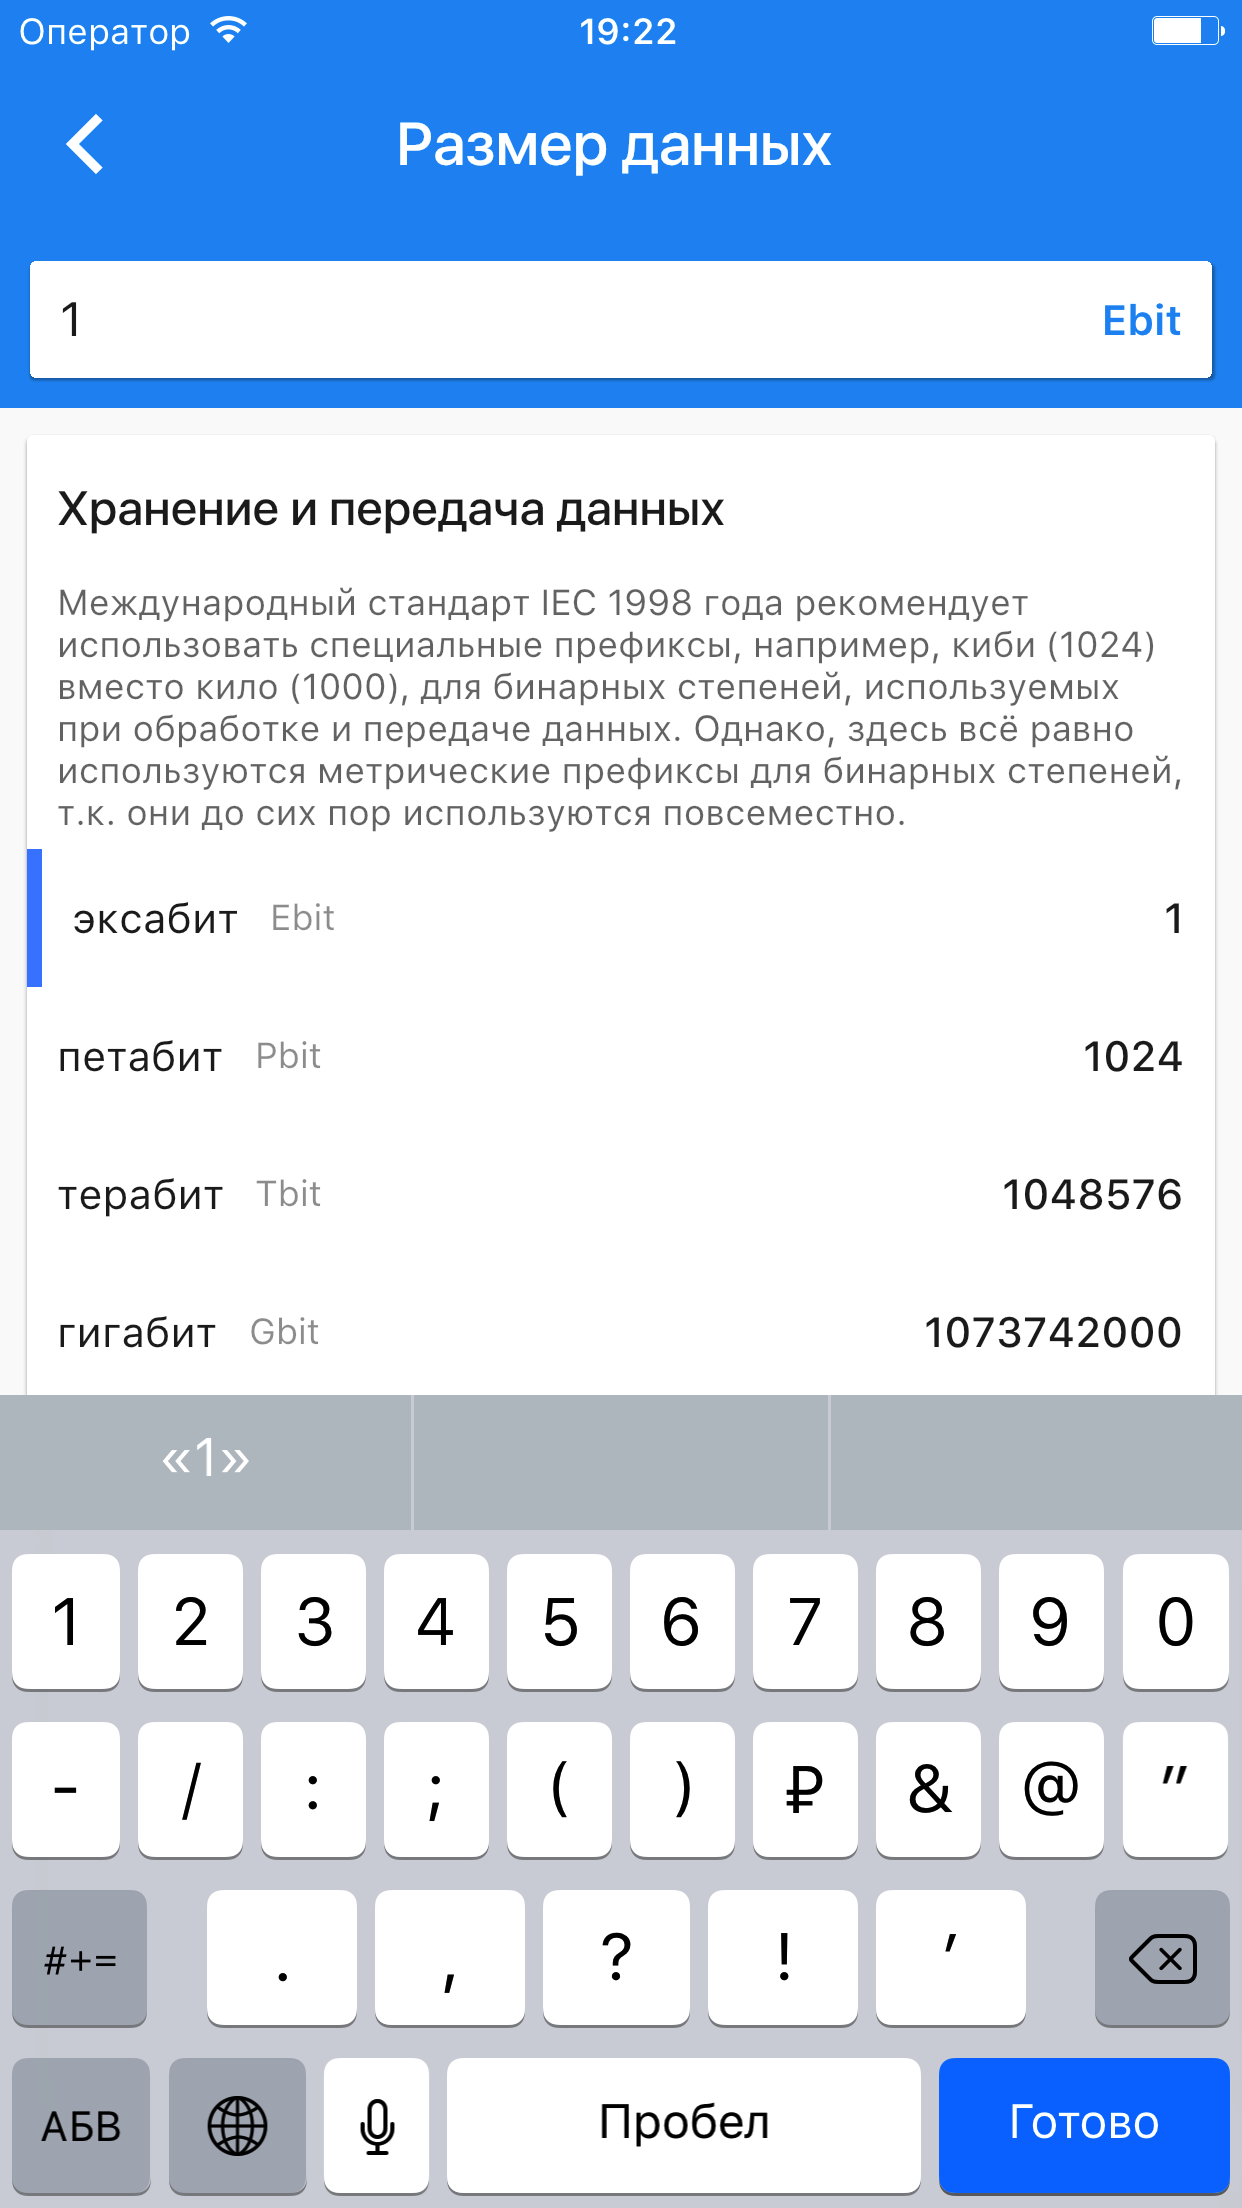 Оператор 19:22
Размер данных
1 Ebit
Хранение и передача данных
Международный стандарт IEC 1998 года рекомендует
использовать специальные префиксы, например, киби (1024)
вместо кило (1000), для бинарных степеней, используемых
при обработке и передаче данных. Однако, здесь всё равно
используются метрические префиксы для бинарных степеней,
т.к. они до сих пор используются повсеместно.
эксабит Ebit 1
петабит Pbit 1024
терабит Tbit 1048576
гигабит Gbit 1073742000
«1»
1 2 3 4 5 6 7 8 9 0
- / : ; ( ) ₽ & @ "
#+= . , ? ! '
АБВ Пробел Готово